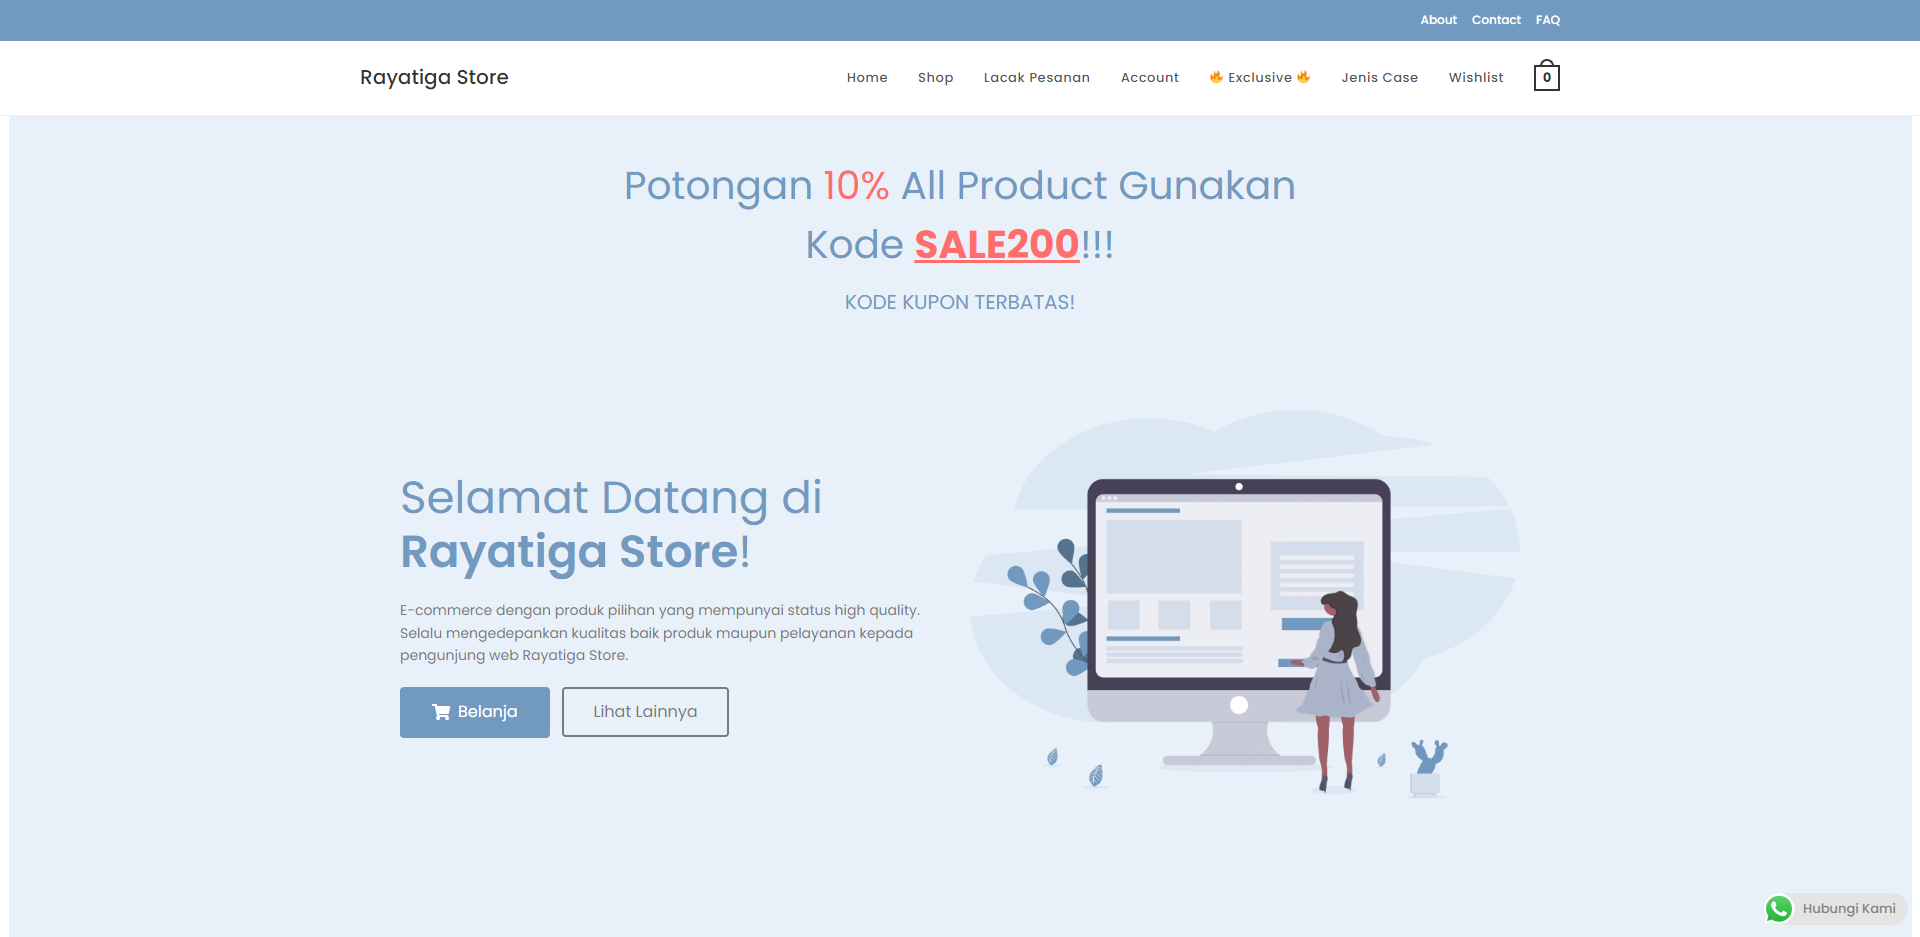 About Contact FAQ
Rayatiga Store
Home Shop Lacak Pesanan Account 🔥 Exclusive 🔥 Jenis Case Wishlist 0
Potongan 10% All Product Gunakan
Kode SALE200!!!
KODE KUPON TERBATAS!
Selamat Datang di
Rayatiga Store!
E-commerce dengan produk pilihan yang mempunyai status high quality.
Selalu mengedepankan kualitas baik produk maupun pelayanan kepada
pengunjung web Rayatiga Store.
Belanja
Lihat Lainnya
Hubungi Kami